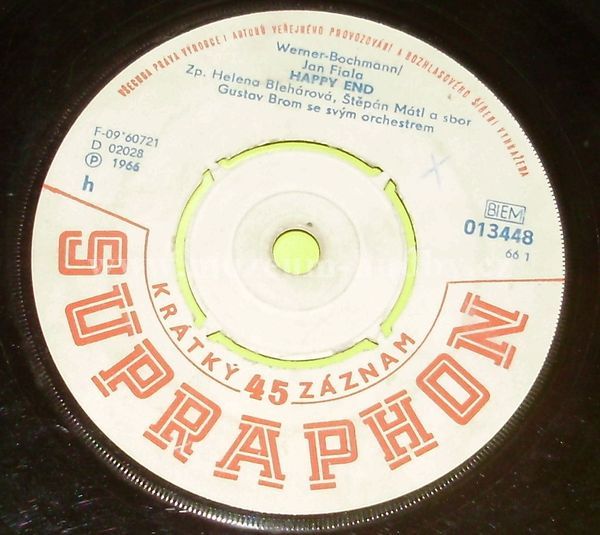 VŠECHNA PRÁVA VÝROBCE I AUTORŮ VEŘEJNÉHO PROVOZOVÁNÍ A ROZHLASOVÉHO ŠÍŘENÍ VYHRAŽENA
Werner-Bochmann/
Jan Fiala
HAPPY END
Zp. Helena Blehárová, Štěpán Mátl a sbor
Gustav Brom se svým orchestrem
F-09*60721
D 02028
Ⓟ 1966
h
BIEM
013448
66 1
KRÁTKÝ 45 ZÁZNAM
SUPRAPHON